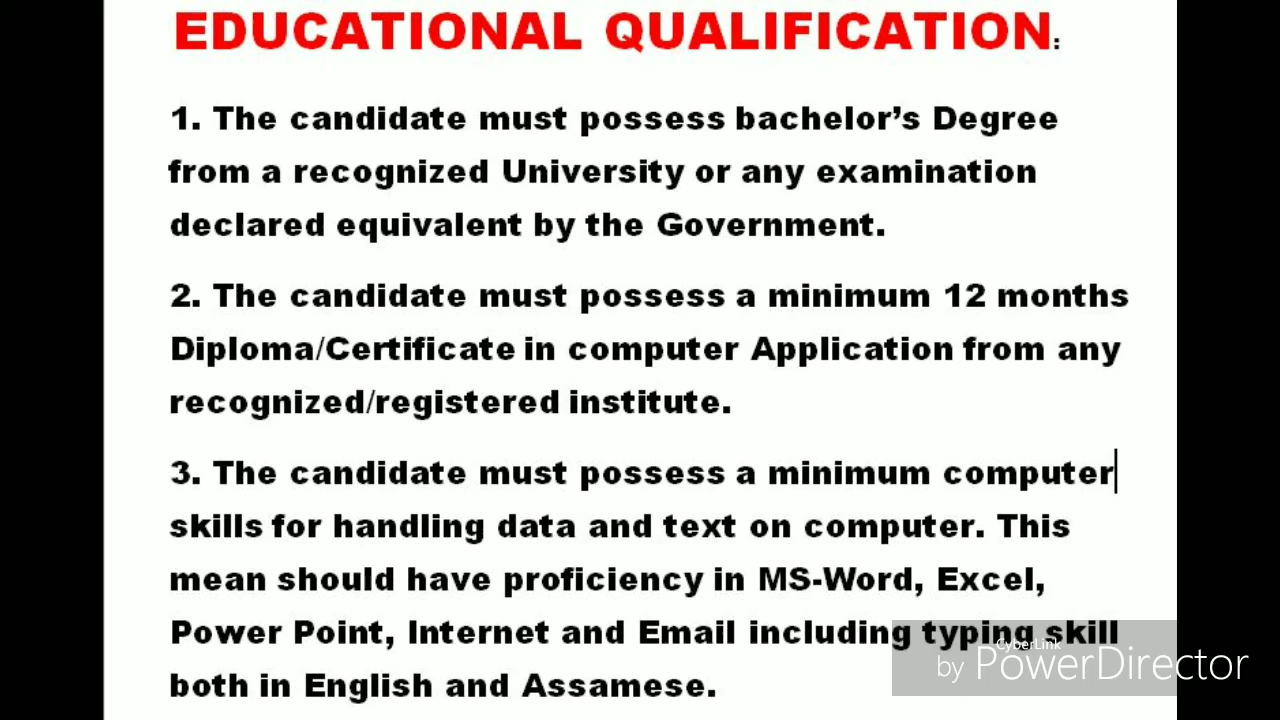 EDUCATIONAL QUALIFICATION:
1. The candidate must possess bachelor’s Degree
from a recognized University or any examination
declared equivalent by the Government.
2. The candidate must possess a minimum 12 months
Diploma/Certificate in computer Application from any
recognized/registered institute.
3. The candidate must possess a minimum computer
skills for handling data and text on computer. This
mean should have proficiency in MS-Word, Excel,
Power Point, Internet and Email including typing skill
both in English and Assamese.
CyberLink
by PowerDirector